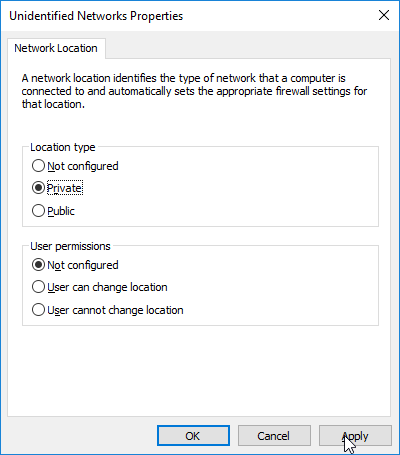 Unidentified Networks Properties
Network Location
A network location identifies the type of network that a computer is
connected to and automatically sets the appropriate firewall settings for
that location.
Location type
Not configured
Private
Public
User permissions
Not configured
User can change location
User cannot change location
OK
Cancel
Apply